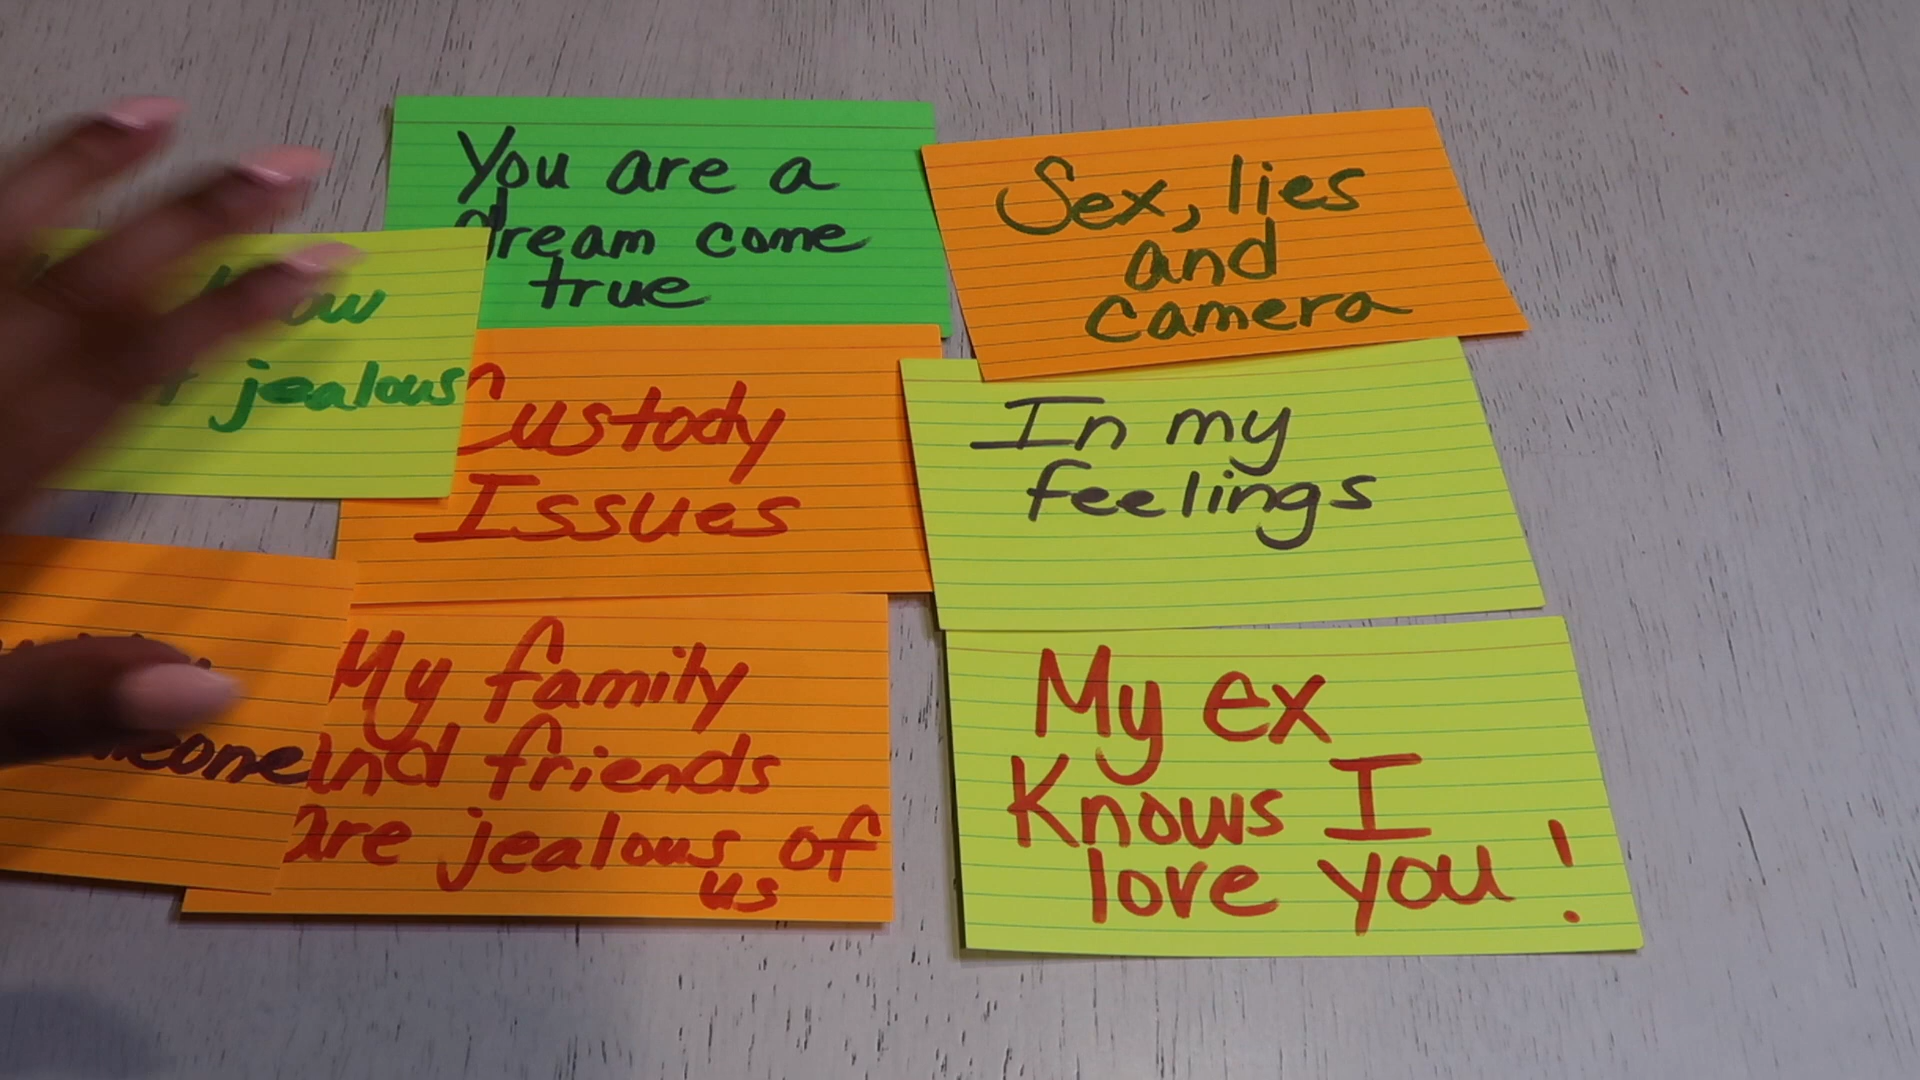 You are a
dream come
true
Sex, lies
and
camera
jealous
Custody
Issues
In my
feelings
My family
and friends
are jealous of
us
My ex
Knows I
love you!